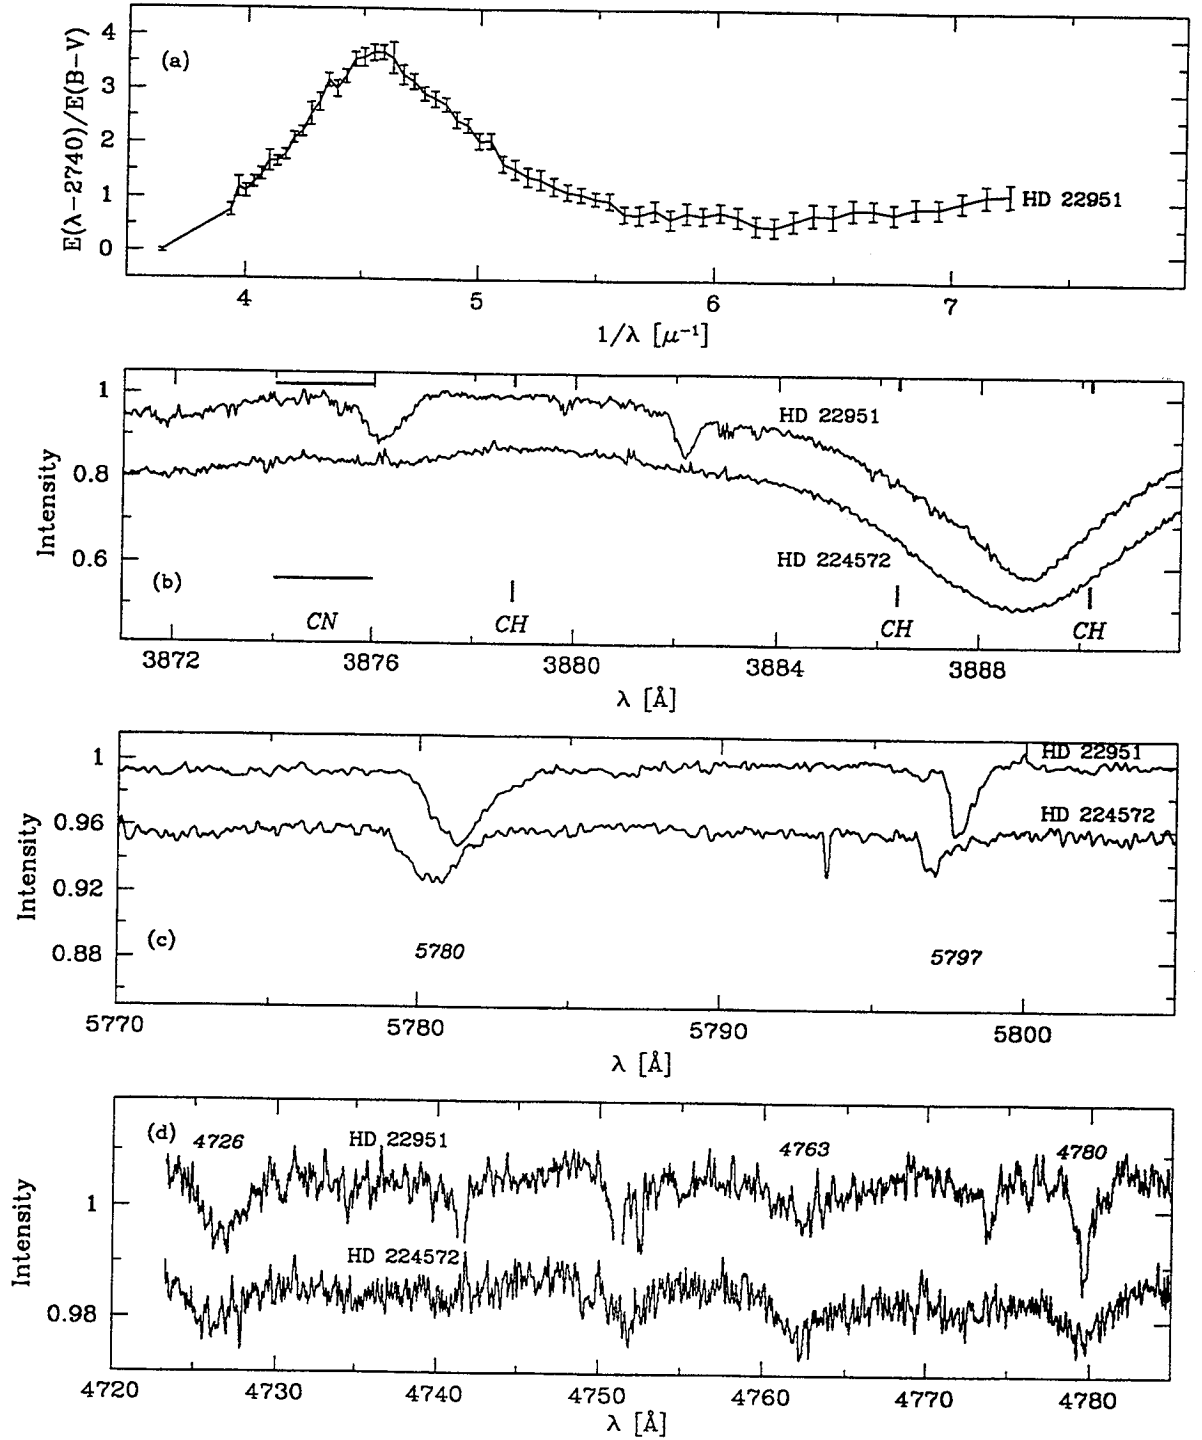 (a)
E(λ−2740)/E(B−V)
4
3
2
1
0
HD 22951
4 5 6 7
1/λ [μ⁻¹]
(b)
Intensity
1
0.8
0.6
HD 22951
HD 224572
CN CH CH CH
3872 3876 3880 3884 3888
λ [Å]
(c)
Intensity
1
0.96
0.92
0.88
HD 22951
HD 224572
5780 5797
5770 5780 5790 5800
λ [Å]
(d)
Intensity
1
0.98
4726 HD 22951 4763 4780
HD 224572
4720 4730 4740 4750 4760 4770 4780
λ [Å]